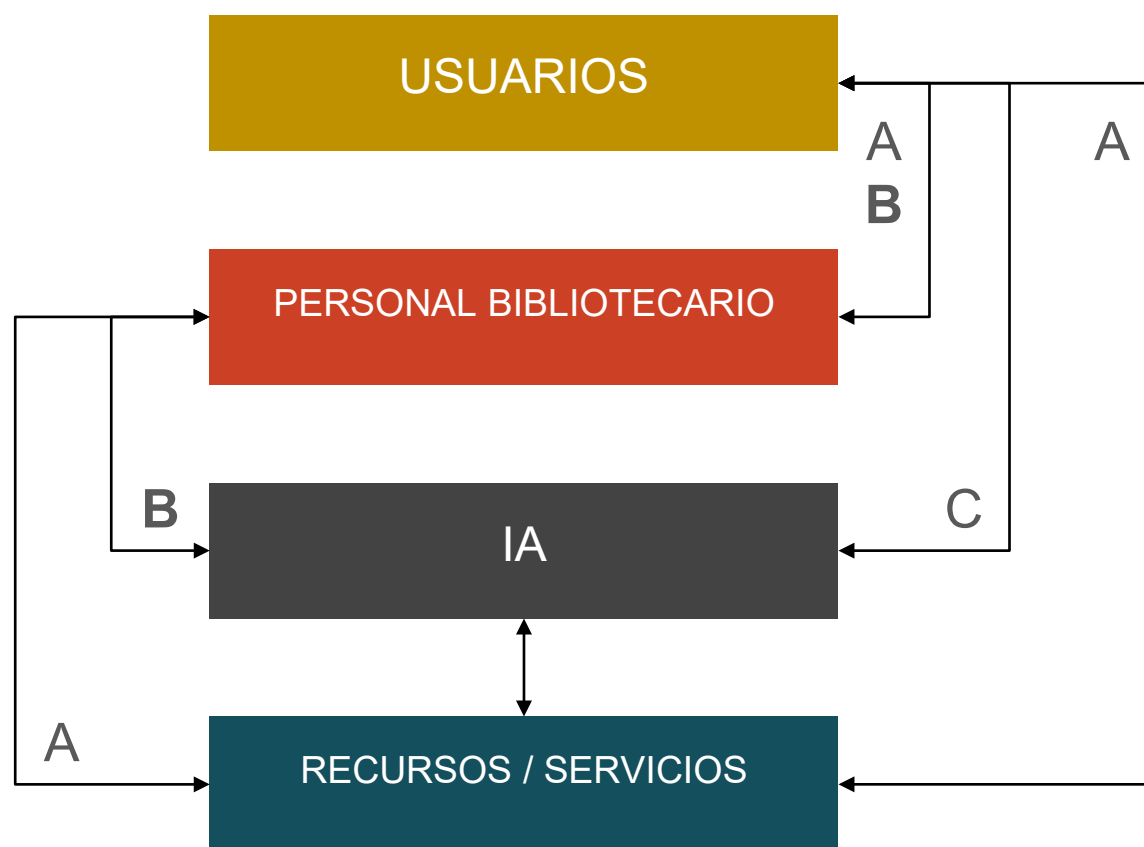 USUARIOS
A
A
B
PERSONAL BIBLIOTECARIO
B
IA
C
A
RECURSOS / SERVICIOS